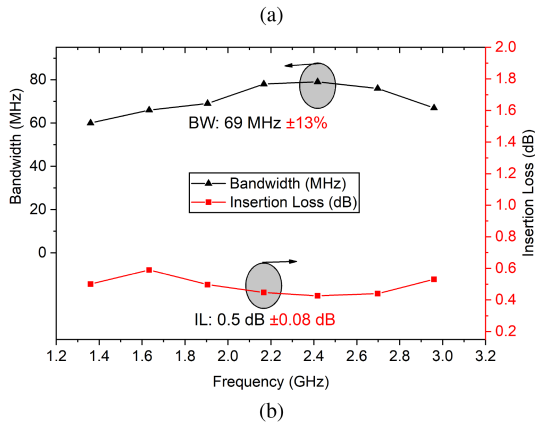 (a)
2.0
1.8
1.6
1.4
1.2
1.0
0.8
0.6
0.4
0.2
Insertion Loss (dB)
80
60
40
20
0
Bandwidth (MHz)
BW: 69 MHz ±13%
Bandwidth (MHz)
Insertion Loss (dB)
IL: 0.5 dB ±0.08 dB
1.2 1.4 1.6 1.8 2.0 2.2 2.4 2.6 2.8 3.0 3.2
Frequency (GHz)
(b)